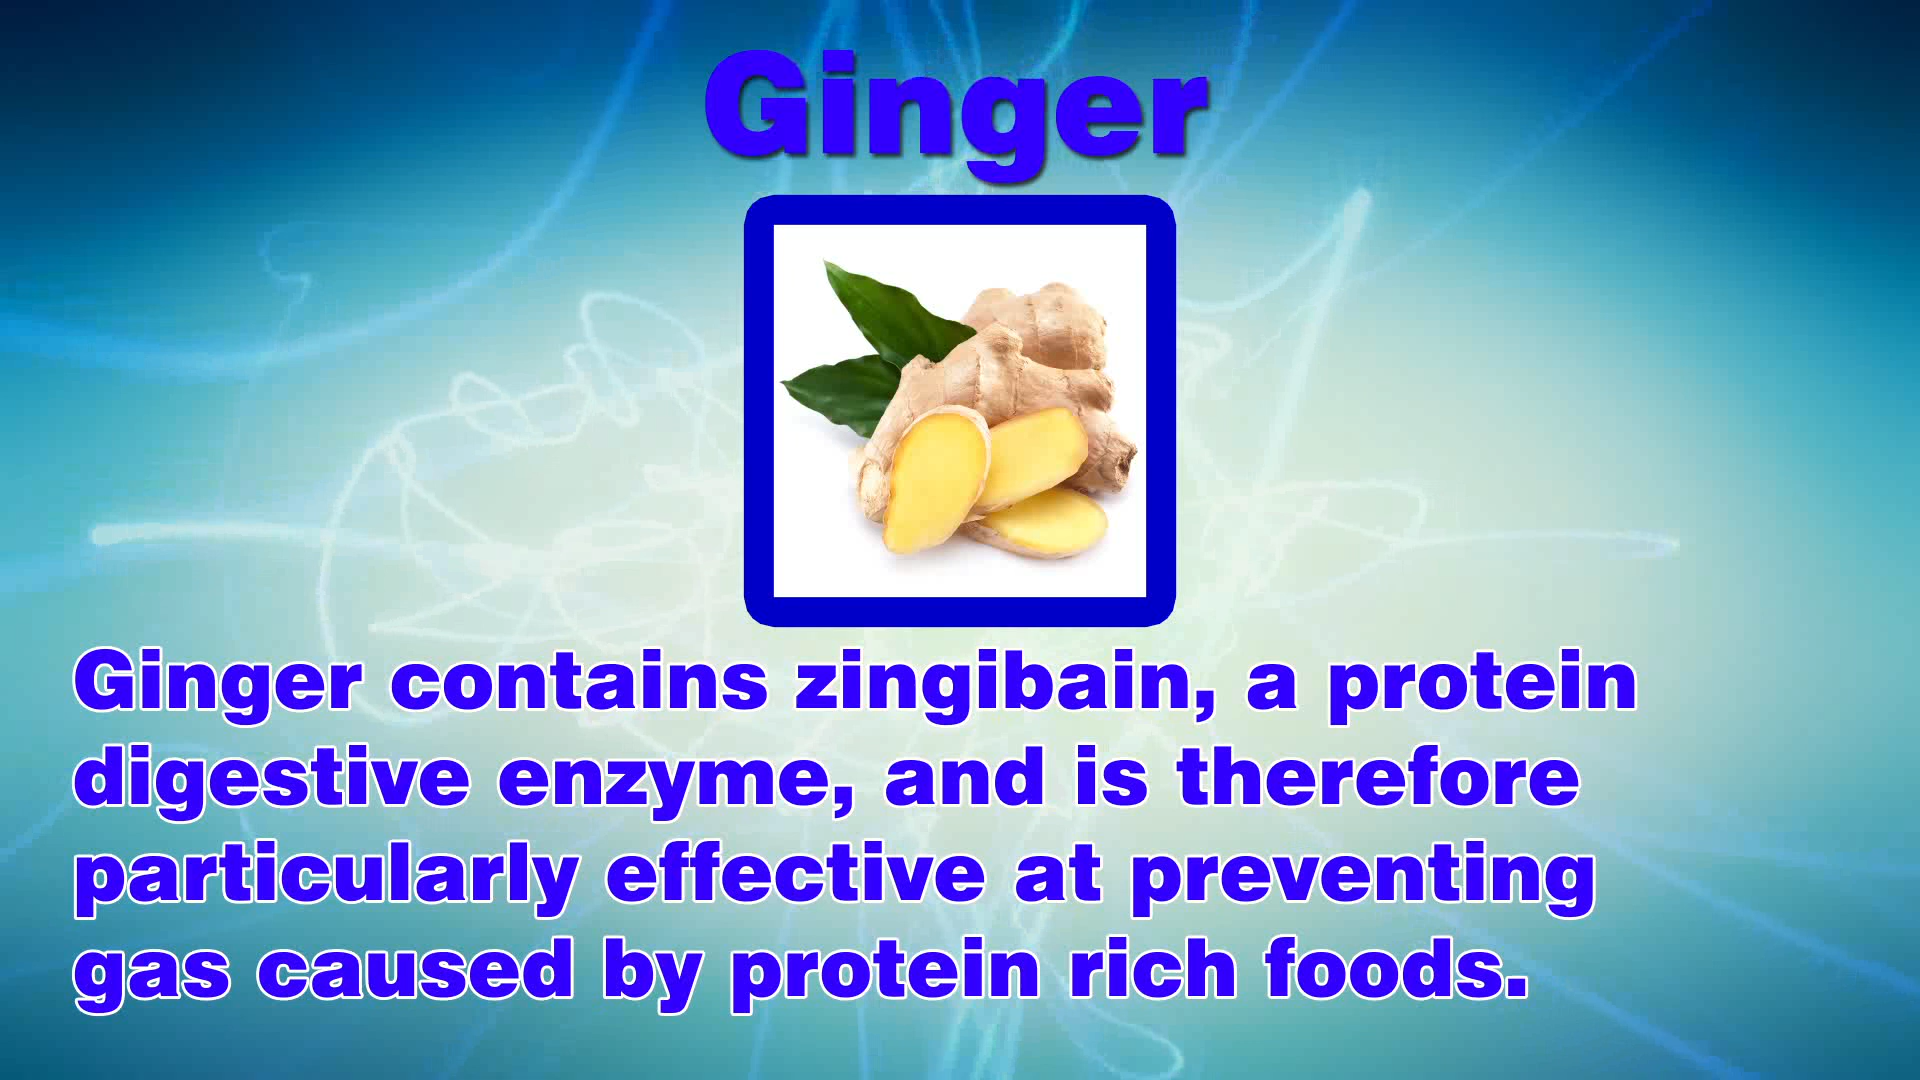 Ginger
Ginger contains zingibain, a protein
digestive enzyme, and is therefore
particularly effective at preventing
gas caused by protein rich foods.